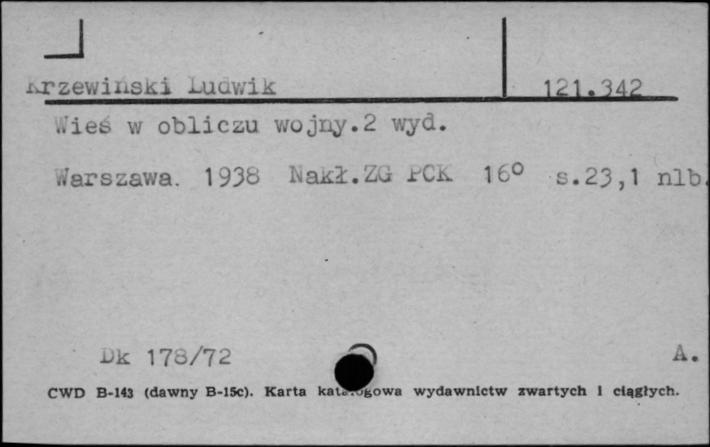 Krzewiński Ludwik 121.342
Wieś w obliczu wojny.2 wyd.
Warszawa. 1938 Nakł.ZG PCK 16° s.23,1 nlb.
Dk 178/72 A.
CWD B-143 (dawny B-15c). Karta katalogowa wydawnictw zwartych i ciągłych.